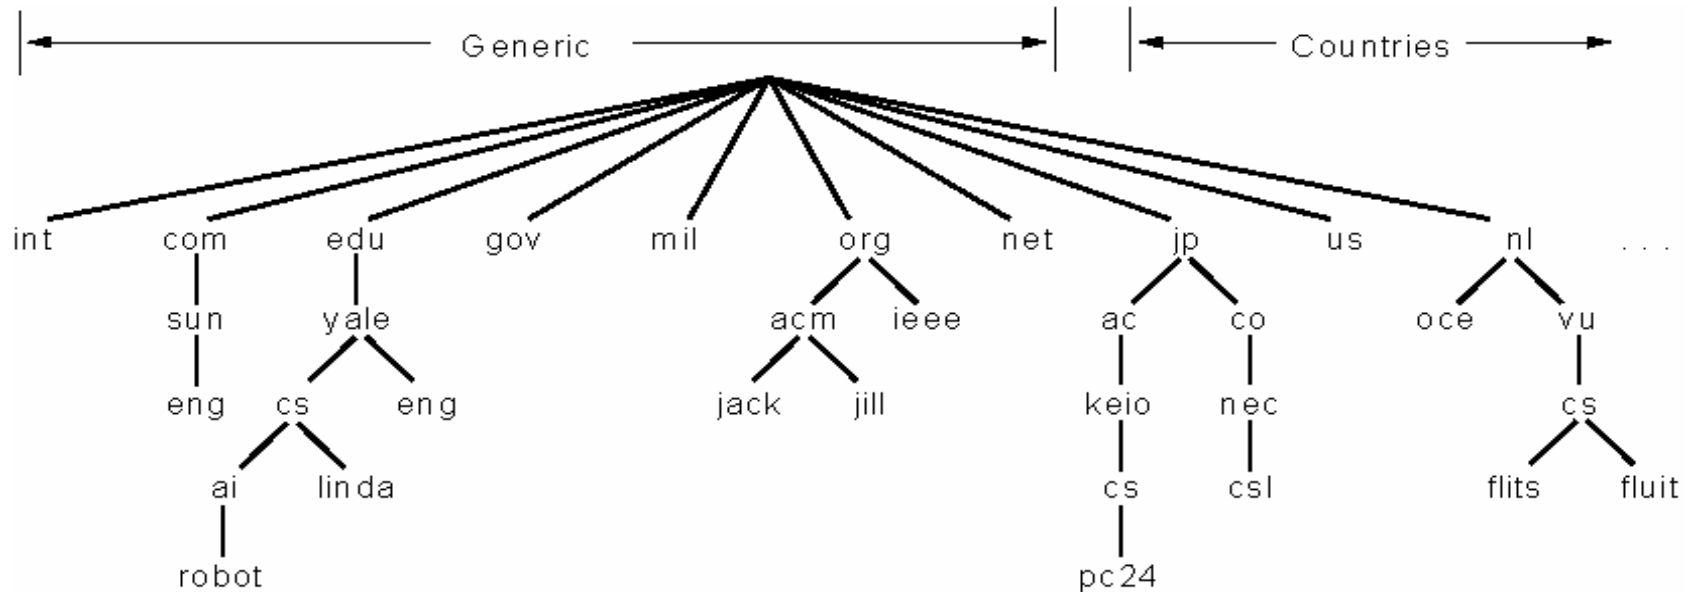 Generic Countries
int com edu gov mil org net jp us nl . . .
sun yale acm ieee ac co oce vu
eng cs eng jack jill keio nec cs
ai linda cs csl flits fluit
robot pc24